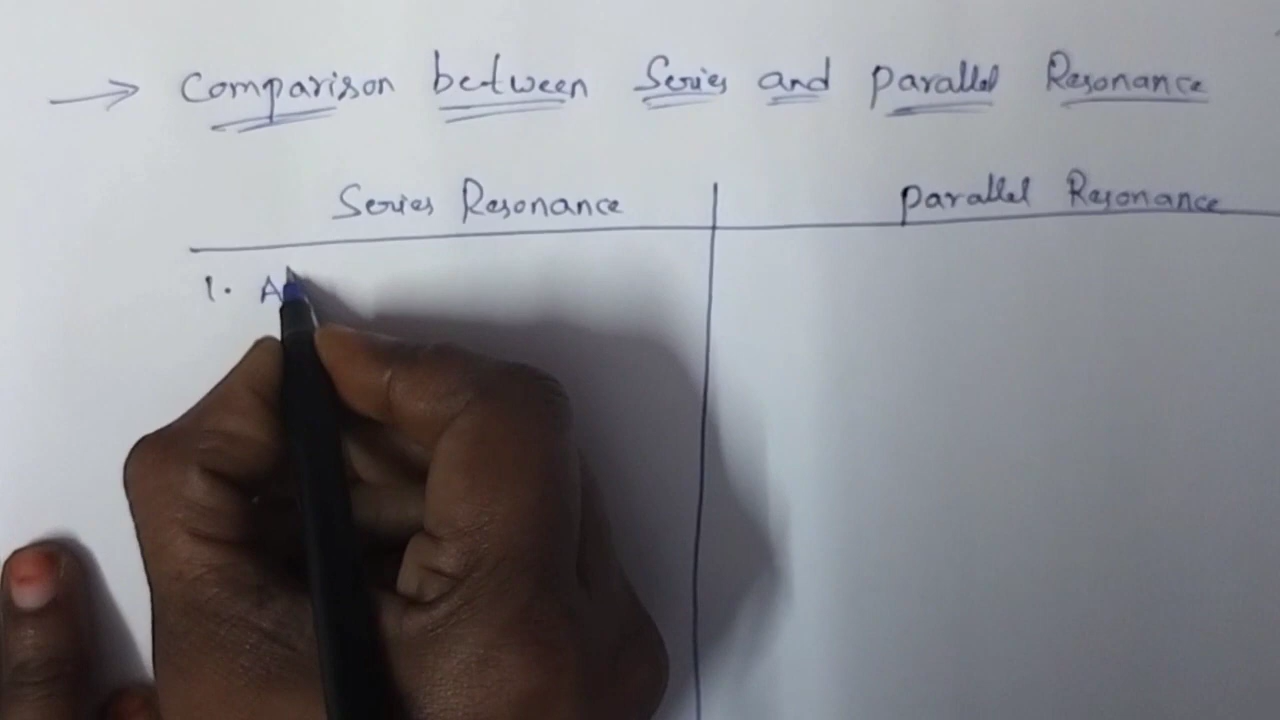 → Comparison between Series and parallel Resonance
Series Resonance
parallel Resonance
1. A